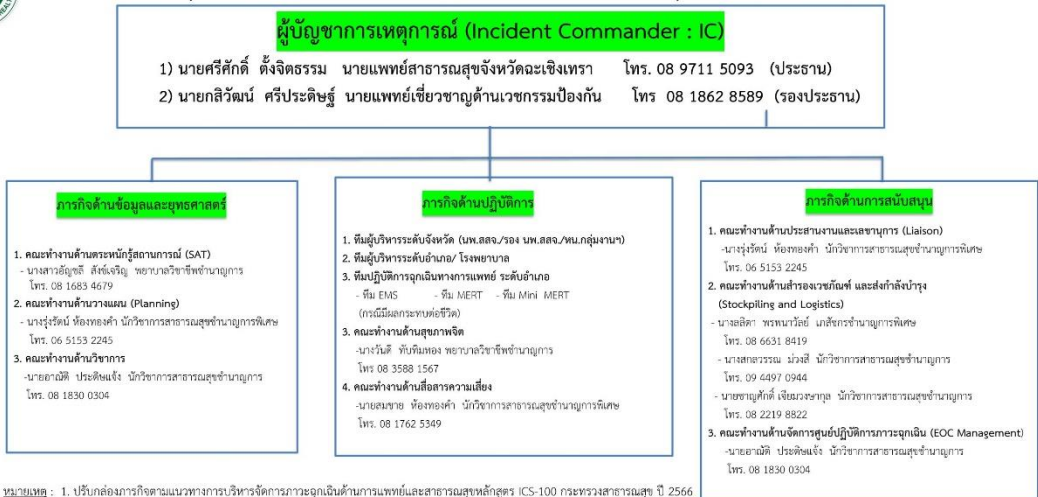 ผู้บัญชาการเหตุการณ์ (Incident Commander : IC)
1) นายศรีศักดิ์ ตั้งจิตธรรม นายแพทย์สาธารณสุขจังหวัดฉะเชิงเทรา โทร. 08 9711 5093 (ประธาน)
2) นายกสิวัฒน์ ศรีประดิษฐ์ นายแพทย์เชี่ยวชาญด้านเวชกรรมป้องกัน โทร 08 1862 8589 (รองประธาน)
ภารกิจด้านข้อมูลและยุทธศาสตร์
1. คณะทำงานด้านตระหนักรู้สถานการณ์ (SAT)
- นางสาวอัญชลี สังข์เจริญ พยาบาลวิชาชีพชำนาญการ
โทร. 08 1683 4679
2. คณะทำงานด้านวางแผน (Planning)
- นางรุ่งรัตน์ ห้องทองคำ นักวิชาการสาธารณสุขชำนาญการพิเศษ
โทร. 06 5153 2245
3. คณะทำงานด้านวิชาการ
-นายอาณัติ ประดิษแจ้ง นักวิชาการสาธารณสุขชำนาญการ
โทร. 08 1830 0304
ภารกิจด้านปฏิบัติการ
1. ทีมผู้บริหารระดับจังหวัด (นพ.สสจ./รอง นพ.สสจ./หน.กลุ่มงานฯ)
2. ทีมผู้บริหารระดับอำเภอ/ โรงพยาบาล
3. ทีมปฏิบัติการฉุกเฉินทางการแพทย์ ระดับอำเภอ
- ทีม EMS - ทีม MERT - ทีม Mini MERT
(กรณีมีผลกระทบต่อชีวิต)
3. คณะทำงานด้านสุขภาพจิต
-นางวันดี ทับทิมทอง พยาบาลวิชาชีพชำนาญการ
โทร 08 3588 1567
4. คณะทำงานด้านสื่อสารความเสี่ยง
-นายสมชาย ห้องทองคำ นักวิชาการสาธารณสุขชำนาญการพิเศษ
โทร. 08 1762 5349
ภารกิจด้านการสนับสนุน
1. คณะทำงานด้านประสานงานและเลขานุการ (Liaison)
-นางรุ่งรัตน์ ห้องทองคำ นักวิชาการสาธารณสุขชำนาญการพิเศษ
โทร. 06 5153 2245
2. คณะทำงานด้านสำรองเวชภัณฑ์ และส่งกำลังบำรุง
(Stockpiling and Logistics)
- นางลลิตา พรพนาวัลย์ เภสัชกรชำนาญการพิเศษ
โทร. 08 6631 8419
- นางสกลวรรณ ม่วงสี นักวิชาการสาธารณสุขชำนาญการ
โทร. 09 4497 0944
- นายชาญศักดิ์ เจียมวงษากุล นักวิชาการสาธารณสุขชำนาญการ
โทร. 08 2219 8822
3. คณะทำงานด้านจัดการศูนย์ปฏิบัติการภาวะฉุกเฉิน (EOC Management)
-นายอาณัติ ประดิษแจ้ง นักวิชาการสาธารณสุขชำนาญการ
โทร. 08 1830 0304
หมายเหตุ : 1. ปรับกล่องภารกิจตามแนวทางการบริหารจัดการภาวะฉุกเฉินด้านการแพทย์และสาธารณสุขหลักสูตร ICS-100 กระทรวงสาธารณสุข ปี 2566